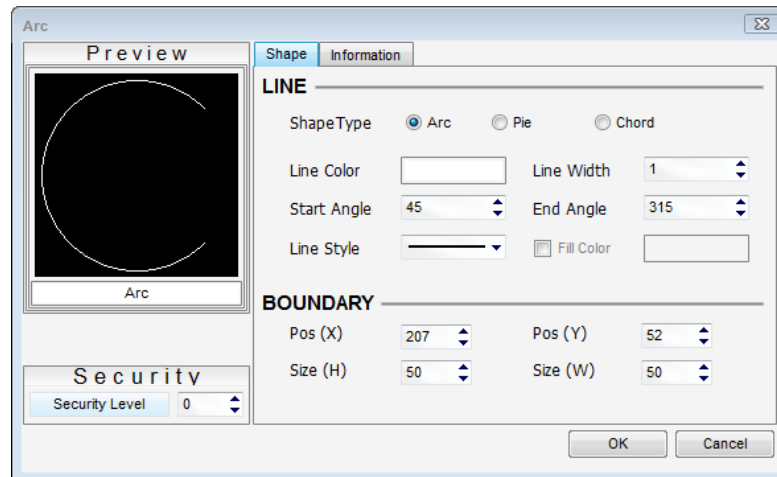 Arc
Preview
Arc
Security
Security Level 0
Shape Information
LINE
ShapeType Arc Pie Chord
Line Color Line Width 1
Start Angle 45 End Angle 315
Line Style Fill Color
BOUNDARY
Pos (X) 207 Pos (Y) 52
Size (H) 50 Size (W) 50
OK Cancel